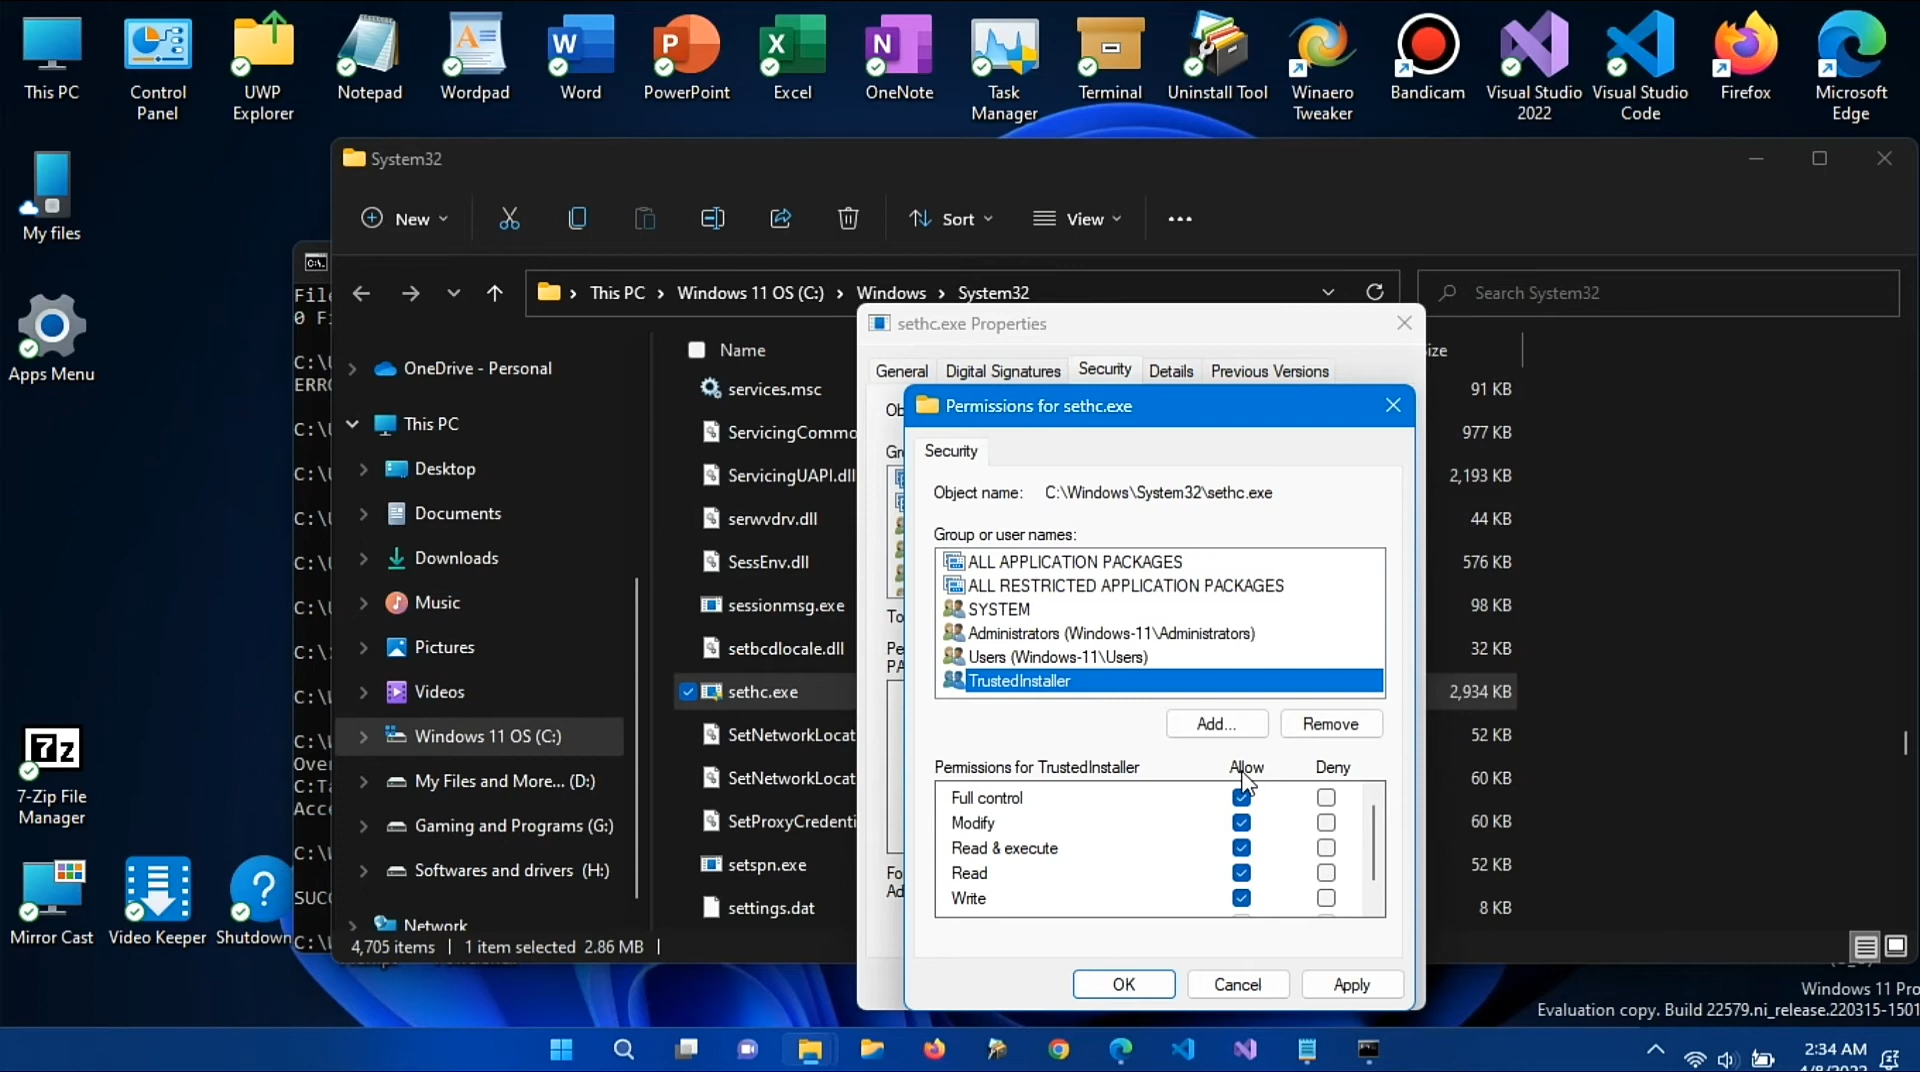 This PC
Control
Panel
UWP
Explorer
Notepad
Wordpad
Word
PowerPoint
Excel
OneNote
Task
Manager
Terminal
Uninstall Tool
Winaero
Tweaker
Bandicam
Visual Studio
2022
Visual Studio
Code
Firefox
Microsoft
Edge
My files
Apps Menu
7-Zip File
Manager
Mirror Cast
Video Keeper
Shutdown
System32
New
Sort
View
This PC > Windows 11 OS (C:) > Windows > System32
Search System32
OneDrive - Personal
This PC
Desktop
Documents
Downloads
Music
Pictures
Videos
Windows 11 OS (C:)
My Files and More... (D:)
Gaming and Programs (G:)
Softwares and drivers (H:)
Network
Name
services.msc
91 KB
ServicingCommo
977 KB
ServicingUAPI.dll
2,193 KB
serwvdrv.dll
44 KB
SessEnv.dll
576 KB
sessionmsg.exe
98 KB
setbcdlocale.dll
32 KB
sethc.exe
2,934 KB
SetNetworkLocat
52 KB
SetNetworkLocat
60 KB
SetProxyCredenti
60 KB
setspn.exe
52 KB
settings.dat
8 KB
4,705 items
1 item selected 2.86 MB
sethc.exe Properties
General
Digital Signatures
Security
Details
Previous Versions
Permissions for sethc.exe
Security
Object name: C:\Windows\System32\sethc.exe
Group or user names:
ALL APPLICATION PACKAGES
ALL RESTRICTED APPLICATION PACKAGES
SYSTEM
Administrators (Windows-11\Administrators)
Users (Windows-11\Users)
TrustedInstaller
Add...
Remove
Permissions for TrustedInstaller
Allow
Deny
Full control
Modify
Read & execute
Read
Write
OK
Cancel
Apply
Windows 11 Pro
Evaluation copy. Build 22579.ni_release.220315-1501
2:34 AM